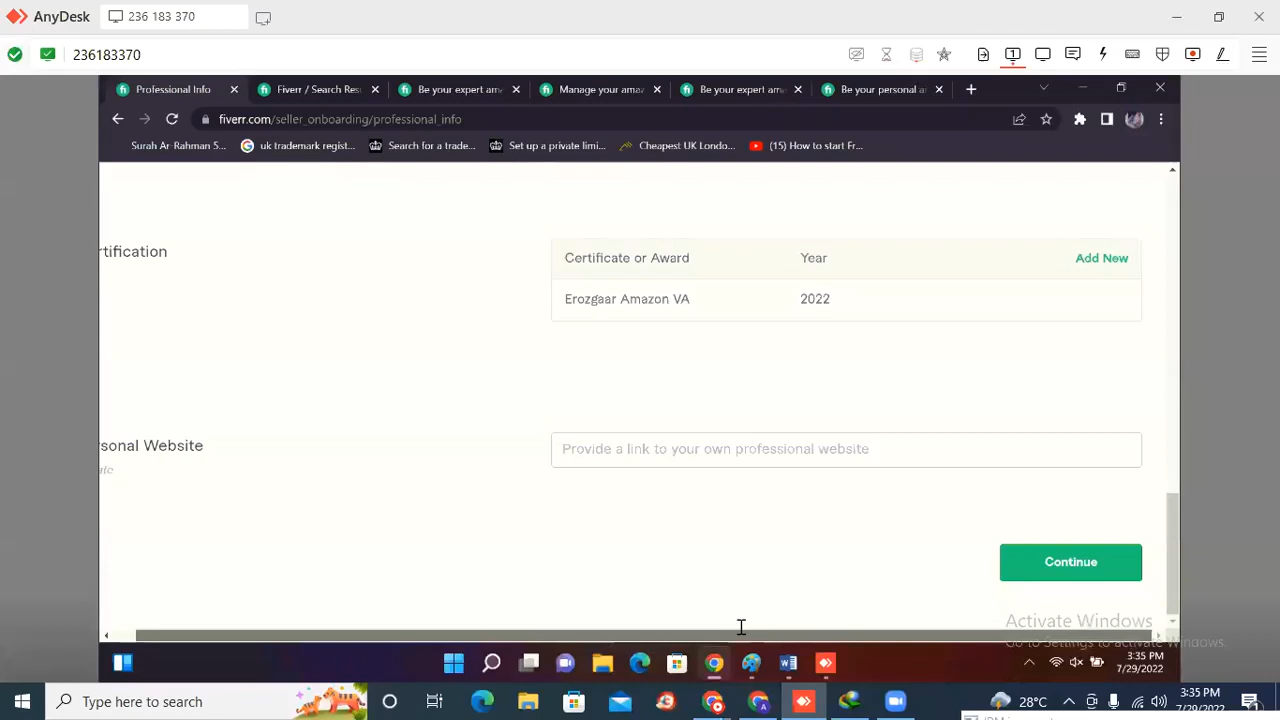 AnyDesk 236 183 370
236183370
Professional Info Fiverr / Search Res Be your expert am Manage your amaz Be your expert am Be your personal a
fiverr.com/seller_onboarding/professional_info
Surah Ar-Rahman 5... uk trademark regist... Search for a trade... Set up a private limi... Cheapest UK Londo... (15) How to start Fr...
rtification
Certificate or Award Year Add New
Erozgaar Amazon VA 2022
rsonal Website
Provide a link to your own professional website
Continue
Activate Windows
Go to Settings to activate Windows.
3:35 PM
7/29/2022
Type here to search
28°C
3:35 PM
7/29/2022